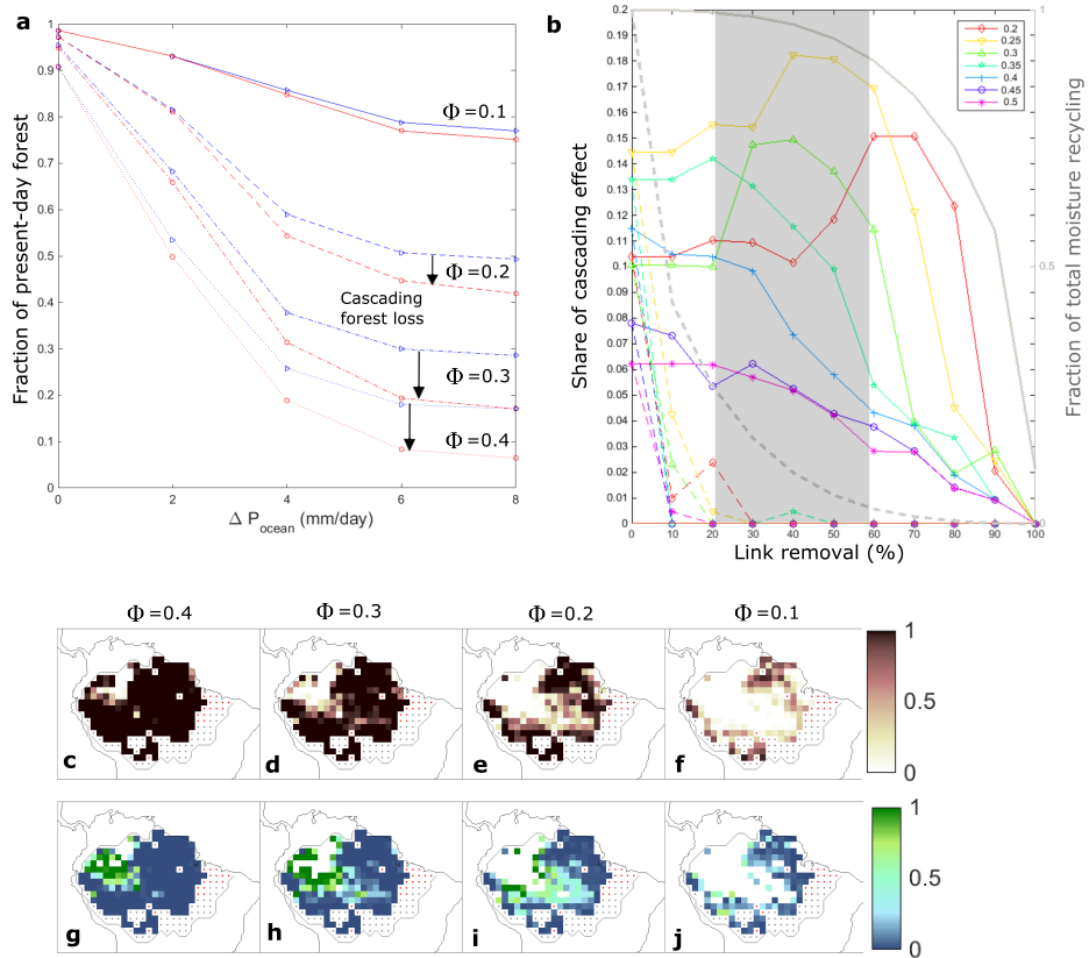 a
Fraction of present-day forest
1
0.9
0.8
0.7
0.6
0.5
0.4
0.3
0.2
0.1
0
0
2
4
6
8
Δ P_ocean (mm/day)
Φ=0.1
Φ=0.2
Cascading
forest loss
Φ=0.3
Φ=0.4
b
Share of cascading effect
0.2
0.19
0.18
0.17
0.16
0.15
0.14
0.13
0.12
0.11
0.1
0.09
0.08
0.07
0.06
0.05
0.04
0.03
0.02
0.01
0
0
10
20
30
40
50
60
70
80
90
100
Link removal (%)
0.2
0.25
0.3
0.35
0.4
0.45
0.5
1
0.5
0
Fraction of total moisture recycling
Φ=0.4
Φ=0.3
Φ=0.2
Φ=0.1
c
d
e
f
1
0.5
0
g
h
i
j
1
0.5
0